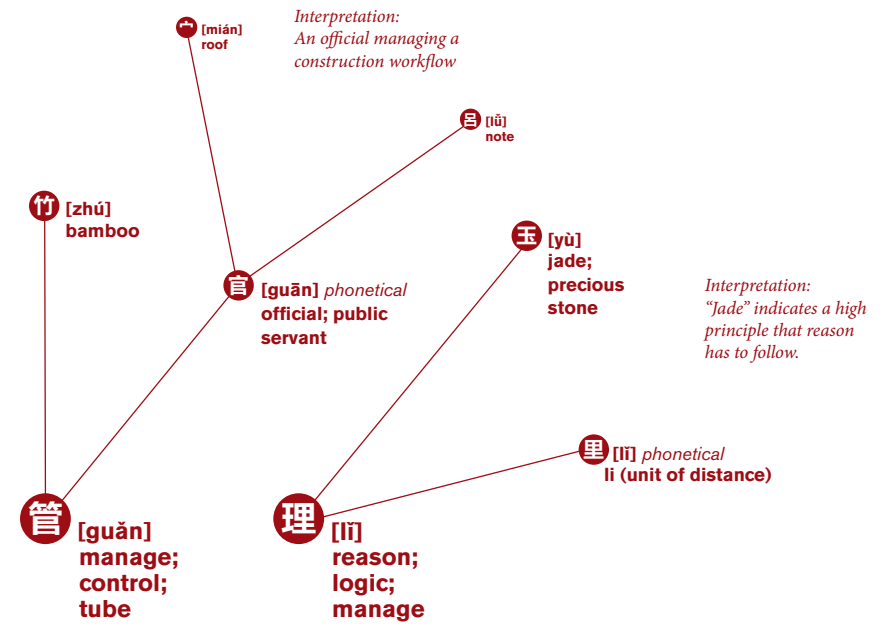 宀 [mián]
roof
Interpretation:
An official managing a
construction workflow
呂 [lǚ]
note
竹 [zhú]
bamboo
玉 [yù]
jade;
precious
stone
官 [guān] phonetical
official; public
servant
Interpretation:
“Jade” indicates a high
principle that reason
has to follow.
里 [lǐ] phonetical
li (unit of distance)
管 [guǎn]
manage;
control;
tube
理 [lǐ]
reason;
logic;
manage